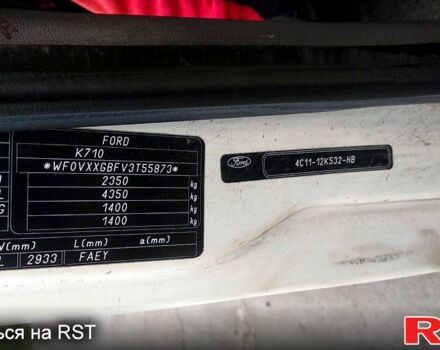 FORD
K710
*WF0VXXGBFV3T55873*
2350 kg
4350 kg
1400 kg
1400
(mm) L(mm) a(mm)
2933 FAEY
Ford
4C11-12K532-HB
ься на RST
R